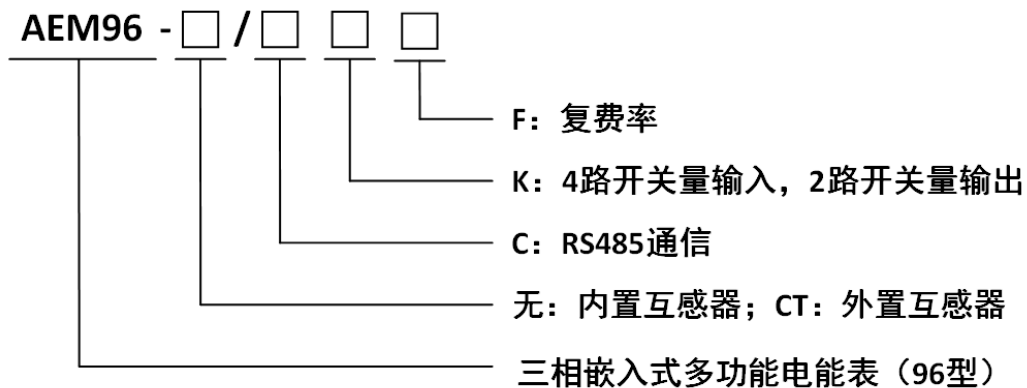 AEM96 -□/□ □ □
F：复费率
K：4路开关量输入，2路开关量输出
C：RS485通信
无：内置互感器；CT：外置互感器
三相嵌入式多功能电能表（96型）